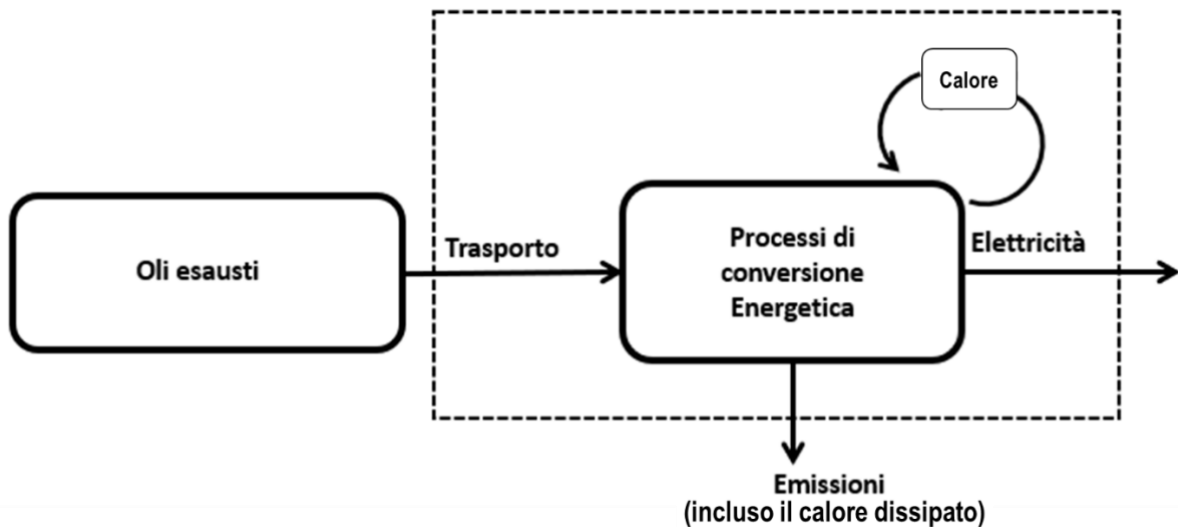 Calore
Oli esausti
Trasporto
Processi di
conversione
Energetica
Elettricità
Emissioni
(incluso il calore dissipato)